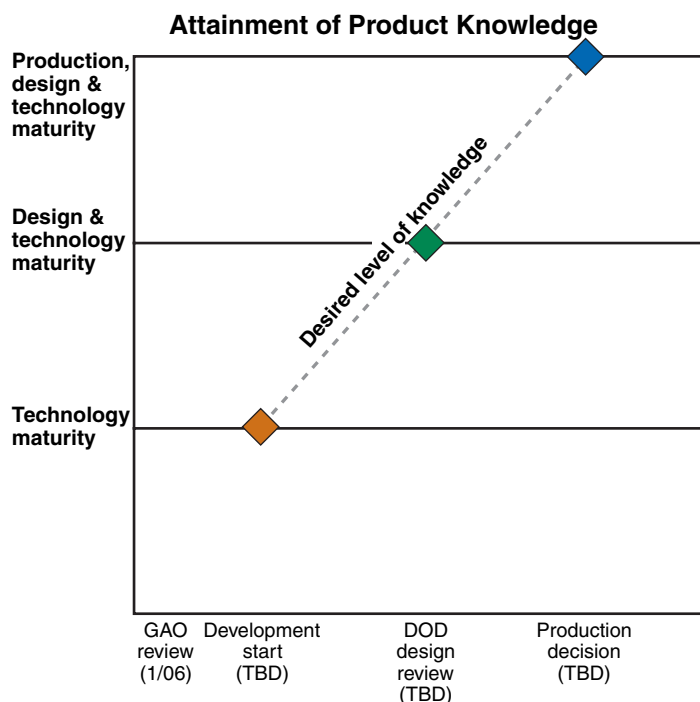 Attainment of Product Knowledge
Production,
design &
technology
maturity
Design &
technology
maturity
Technology
maturity
Desired level of knowledge
GAO
review
(1/06)
Development
start
(TBD)
DOD
design
review
(TBD)
Production
decision
(TBD)